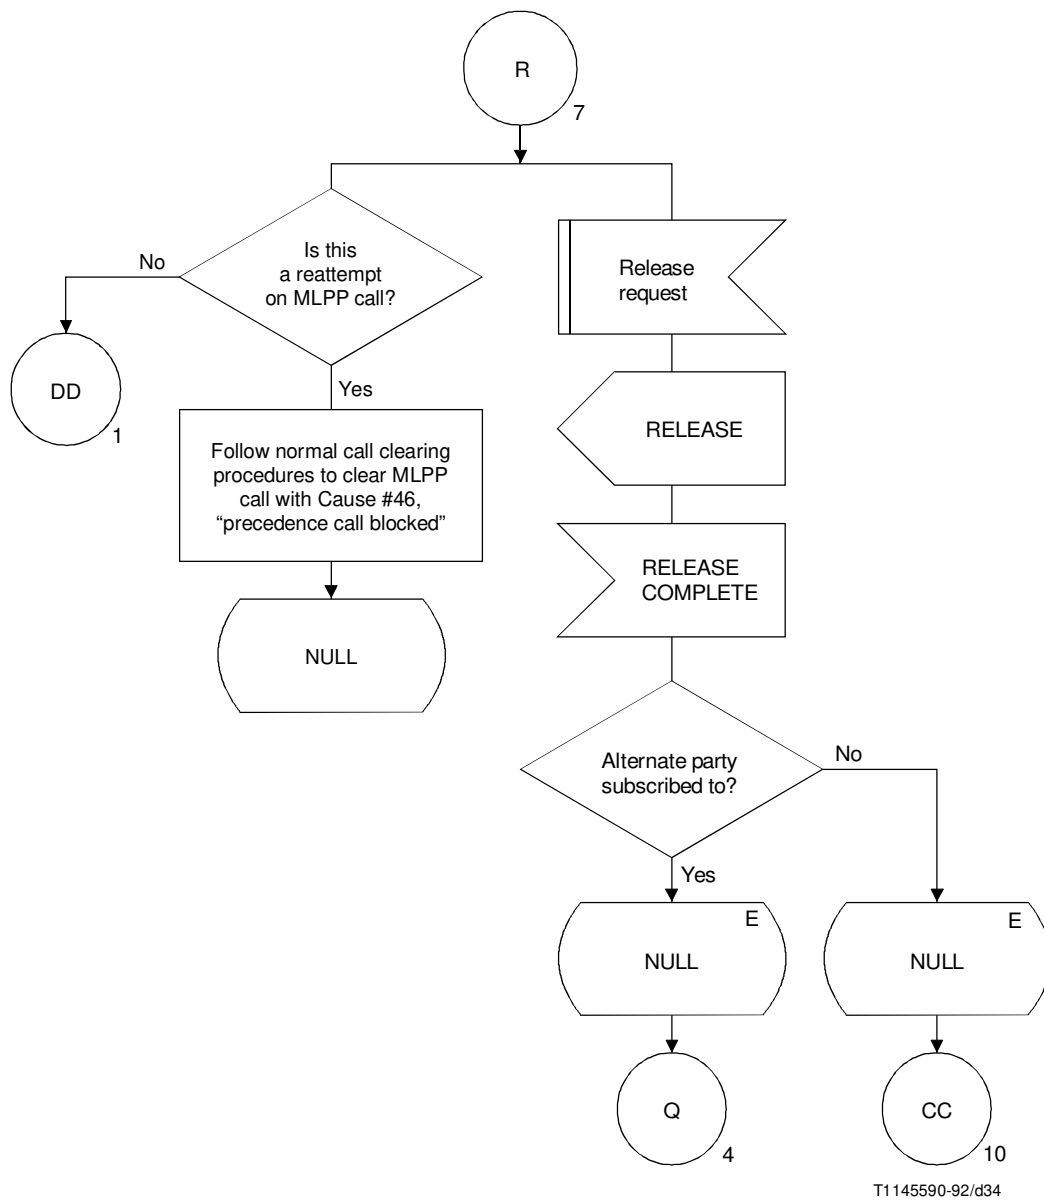 R
7
Is this
a reattempt
on MLPP call?
No
DD
1
Yes
Follow normal call clearing
procedures to clear MLPP
call with Cause #46,
“precedence call blocked”
NULL
Release
request
RELEASE
RELEASE
COMPLETE
Alternate party
subscribed to?
No
Yes
E
NULL
E
NULL
Q
4
CC
10
T1145590-92/d34